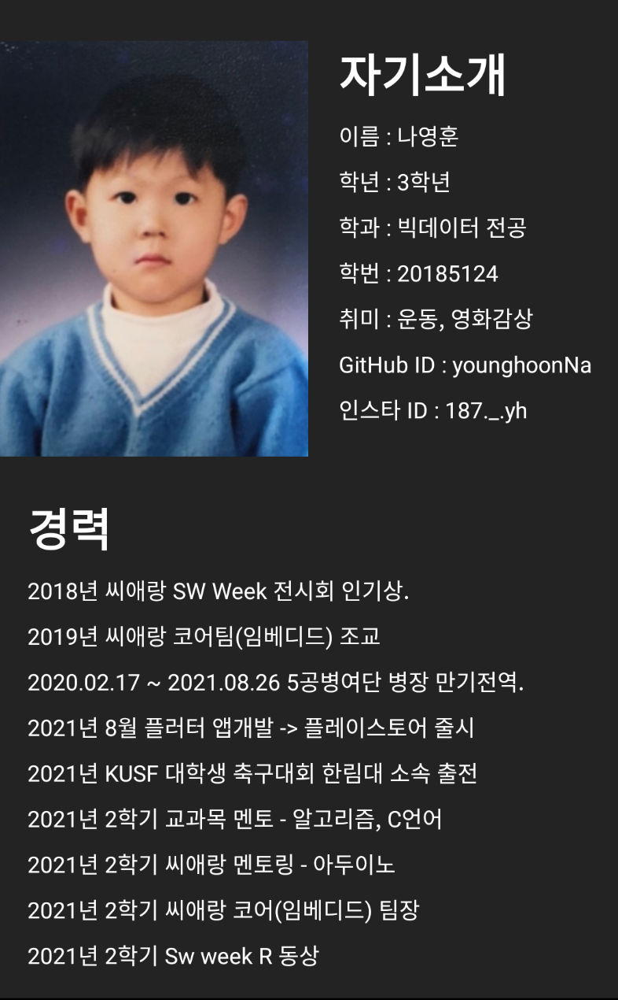 자기소개
이름 : 나영훈
학년 : 3학년
학과 : 빅데이터 전공
학번 : 20185124
취미 : 운동, 영화감상
GitHub ID : younghoonNa
인스타 ID : 187._.yh
경력
2018년 씨애랑 SW Week 전시회 인기상.
2019년 씨애랑 코어팀(임베디드) 조교
2020.02.17 ~ 2021.08.26 5공병여단 병장 만기전역.
2021년 8월 플러터 앱개발 -> 플레이스토어 줄시
2021년 KUSF 대학생 축구대회 한림대 소속 출전
2021년 2학기 교과목 멘토 - 알고리즘, C언어
2021년 2학기 씨애랑 멘토링 - 아두이노
2021년 2학기 씨애랑 코어(임베디드) 팀장
2021년 2학기 Sw week R 동상